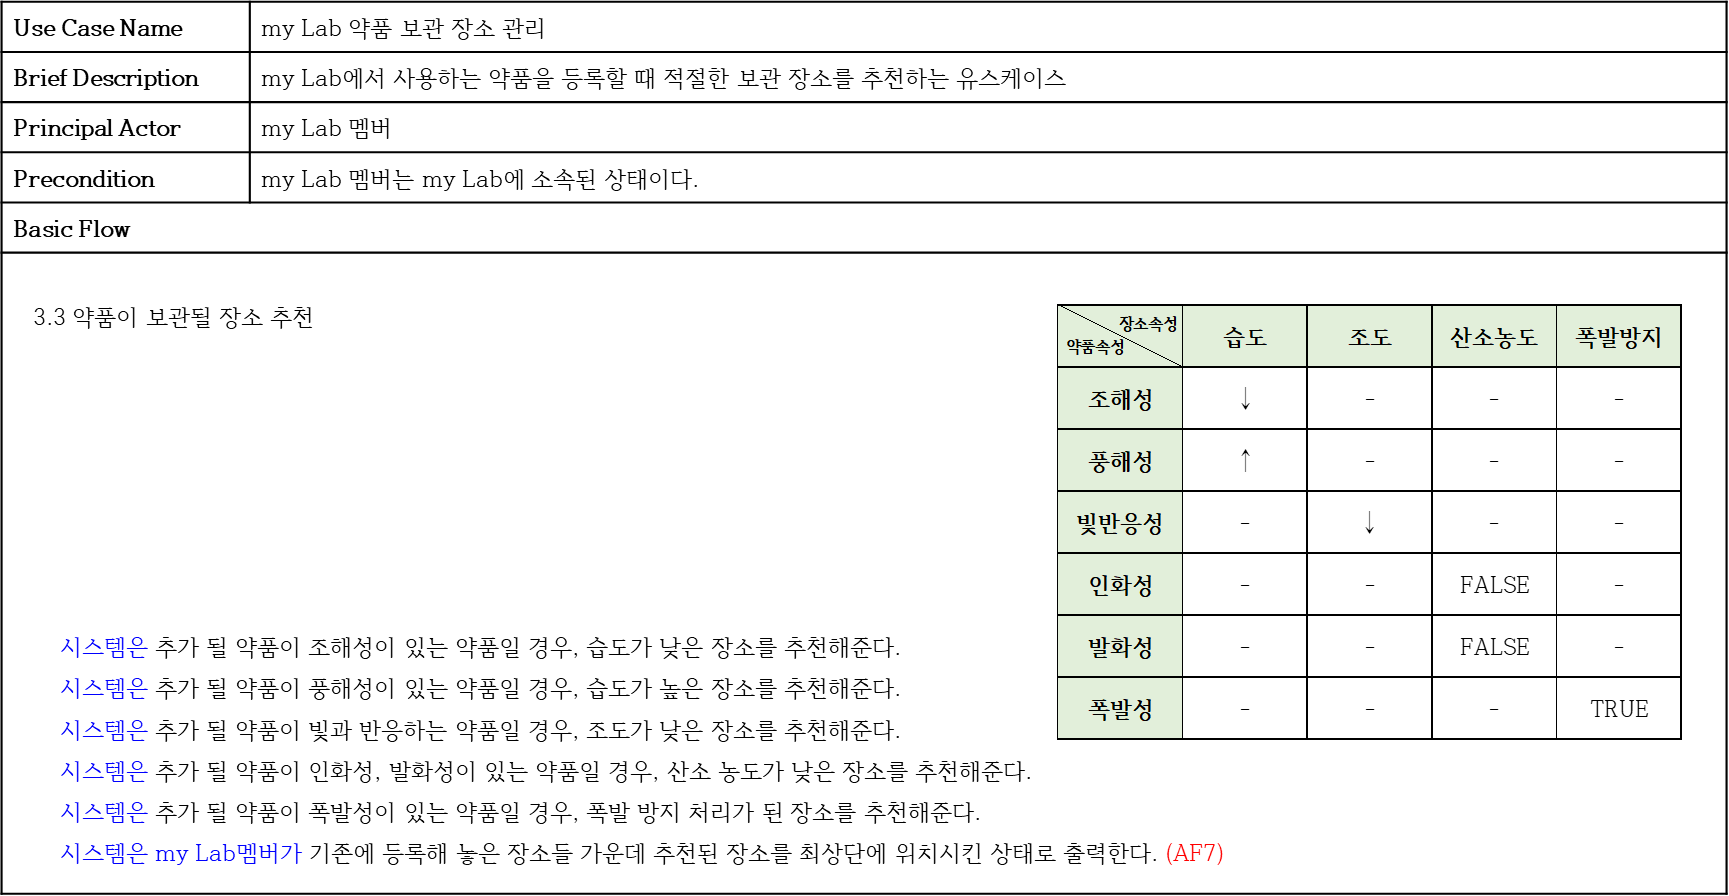 Use Case Name my Lab 약품 보관 장소 관리
Brief Description my Lab에서 사용하는 약품을 등록할 때 적절한 보관 장소를 추천하는 유스케이스
Principal Actor my Lab 멤버
Precondition my Lab 멤버는 my Lab에 소속된 상태이다.
Basic Flow
3.3 약품이 보관될 장소 추천
장소속성
약품속성
습도 조도 산소농도 폭발방지
조해성 ↓ - - -
풍해성 ↑ - - -
빛반응성 - ↓ - -
인화성 - - FALSE -
발화성 - - FALSE -
폭발성 - - - TRUE
시스템은 추가 될 약품이 조해성이 있는 약품일 경우, 습도가 낮은 장소를 추천해준다.
시스템은 추가 될 약품이 풍해성이 있는 약품일 경우, 습도가 높은 장소를 추천해준다.
시스템은 추가 될 약품이 빛과 반응하는 약품일 경우, 조도가 낮은 장소를 추천해준다.
시스템은 추가 될 약품이 인화성, 발화성이 있는 약품일 경우, 산소 농도가 낮은 장소를 추천해준다.
시스템은 추가 될 약품이 폭발성이 있는 약품일 경우, 폭발 방지 처리가 된 장소를 추천해준다.
시스템은 my Lab멤버가 기존에 등록해 놓은 장소들 가운데 추천된 장소를 최상단에 위치시킨 상태로 출력한다. (AF7)